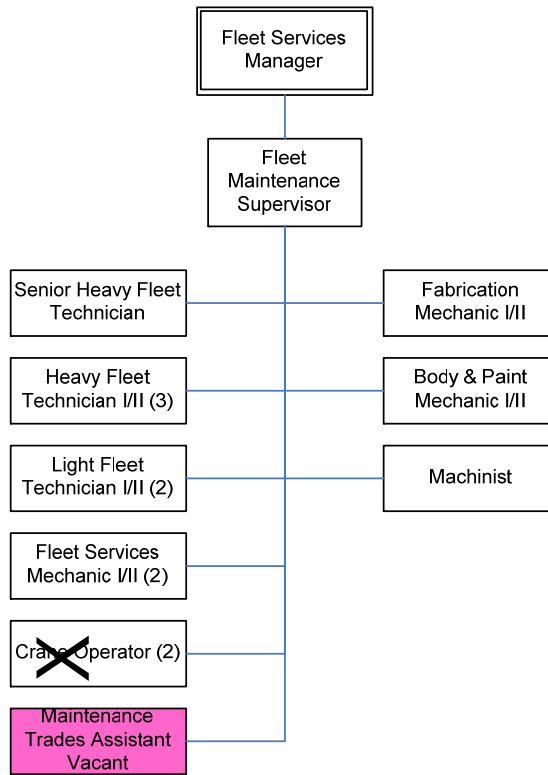 Fleet Services
Manager
Fleet
Maintenance
Supervisor
Senior Heavy Fleet
Technician
Fabrication
Mechanic I/II
Heavy Fleet
Technician I/II (3)
Body & Paint
Mechanic I/II
Light Fleet
Technician I/II (2)
Machinist
Fleet Services
Mechanic I/II (2)
Crane Operator (2)
Maintenance
Trades Assistant
Vacant